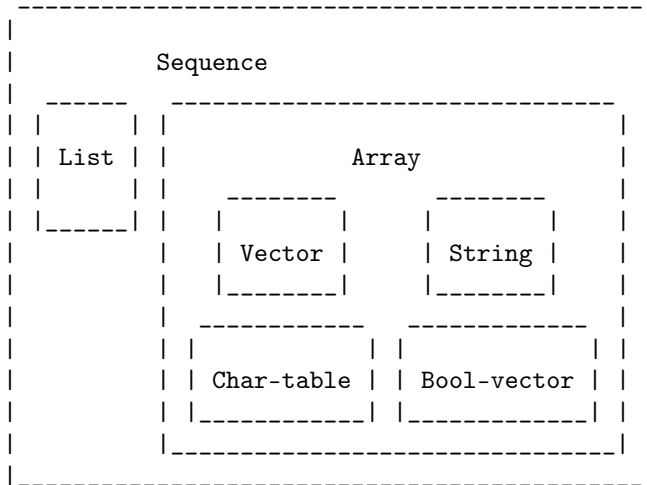 Sequence
List Array
Vector String
Char-table Bool-vector